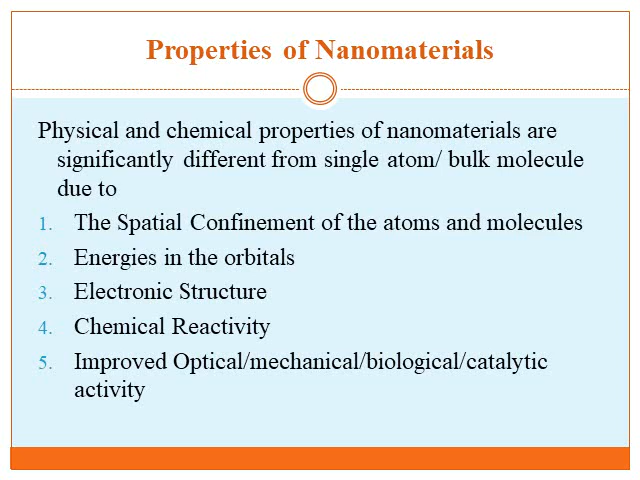 Properties of Nanomaterials
Physical and chemical properties of nanomaterials are
significantly different from single atom/ bulk molecule
due to
1. The Spatial Confinement of the atoms and molecules
2. Energies in the orbitals
3. Electronic Structure
4. Chemical Reactivity
5. Improved Optical/mechanical/biological/catalytic
activity